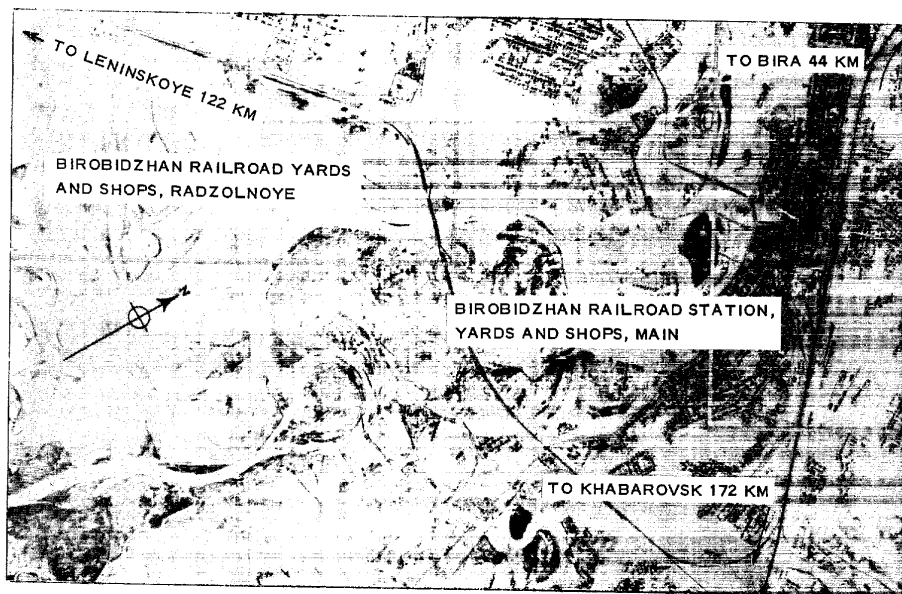 TO LENINSKOYE 122 KM
TO BIRA 44 KM
BIROBIDZHAN RAILROAD YARDS
AND SHOPS, RADZOLNOYE
N
BIROBIDZHAN RAILROAD STATION,
YARDS AND SHOPS, MAIN
TO KHABAROVSK 172 KM